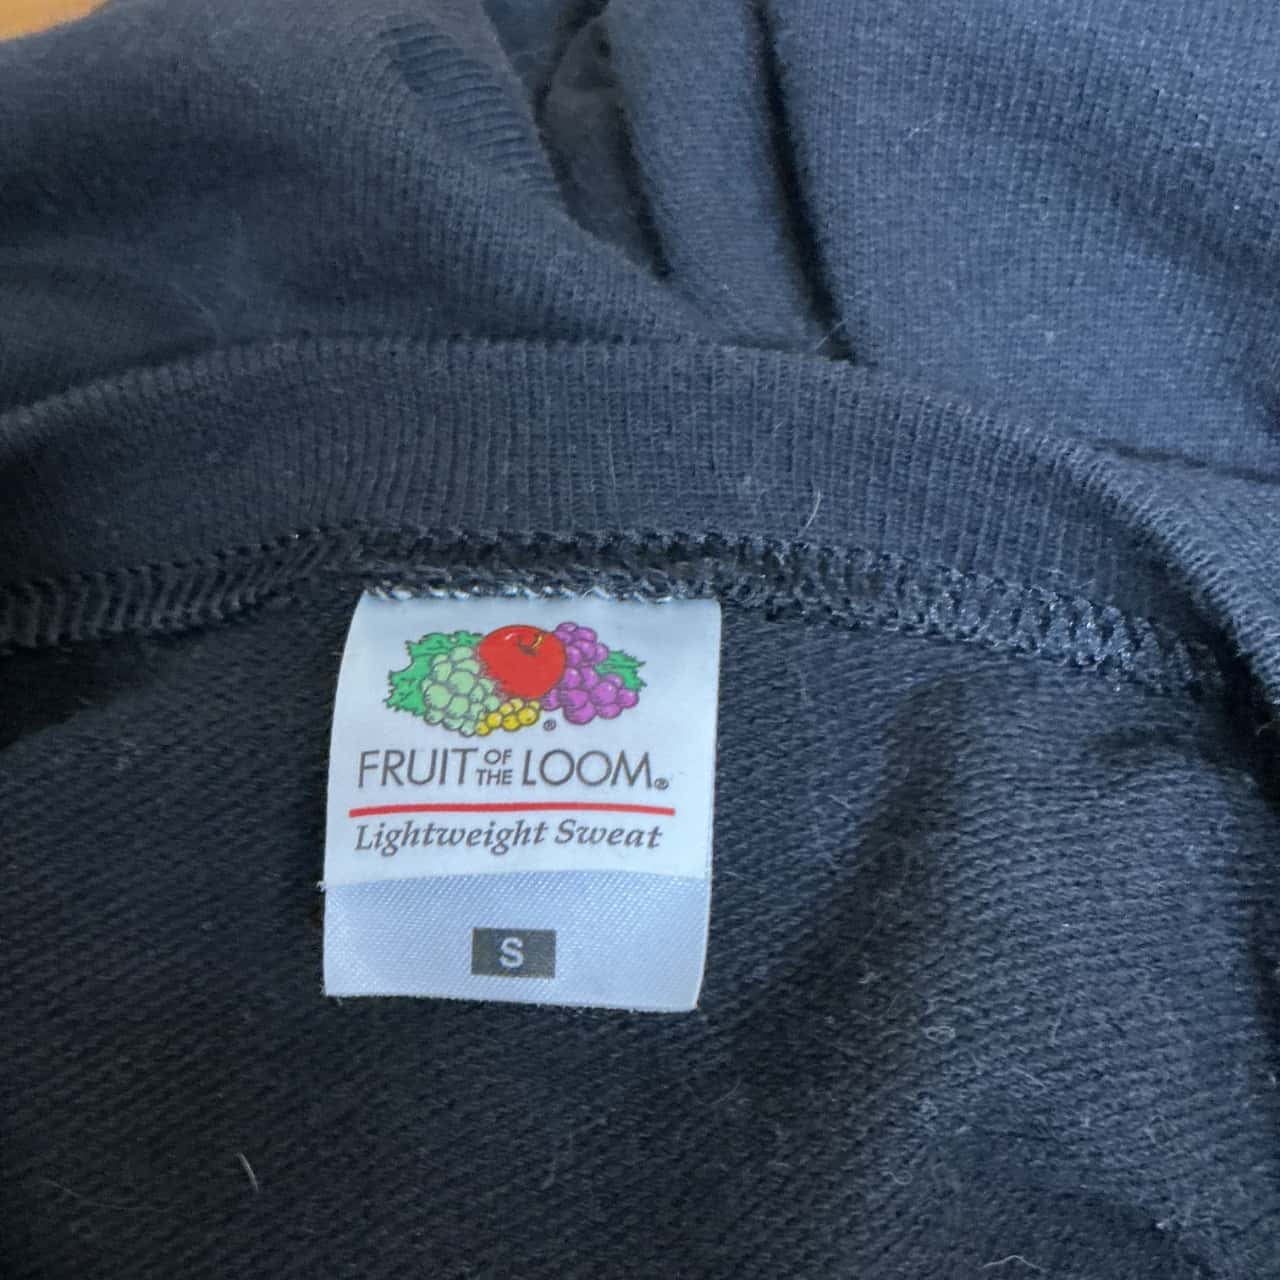 ®
FRUIT OF THE LOOM®
Lightweight Sweat
S